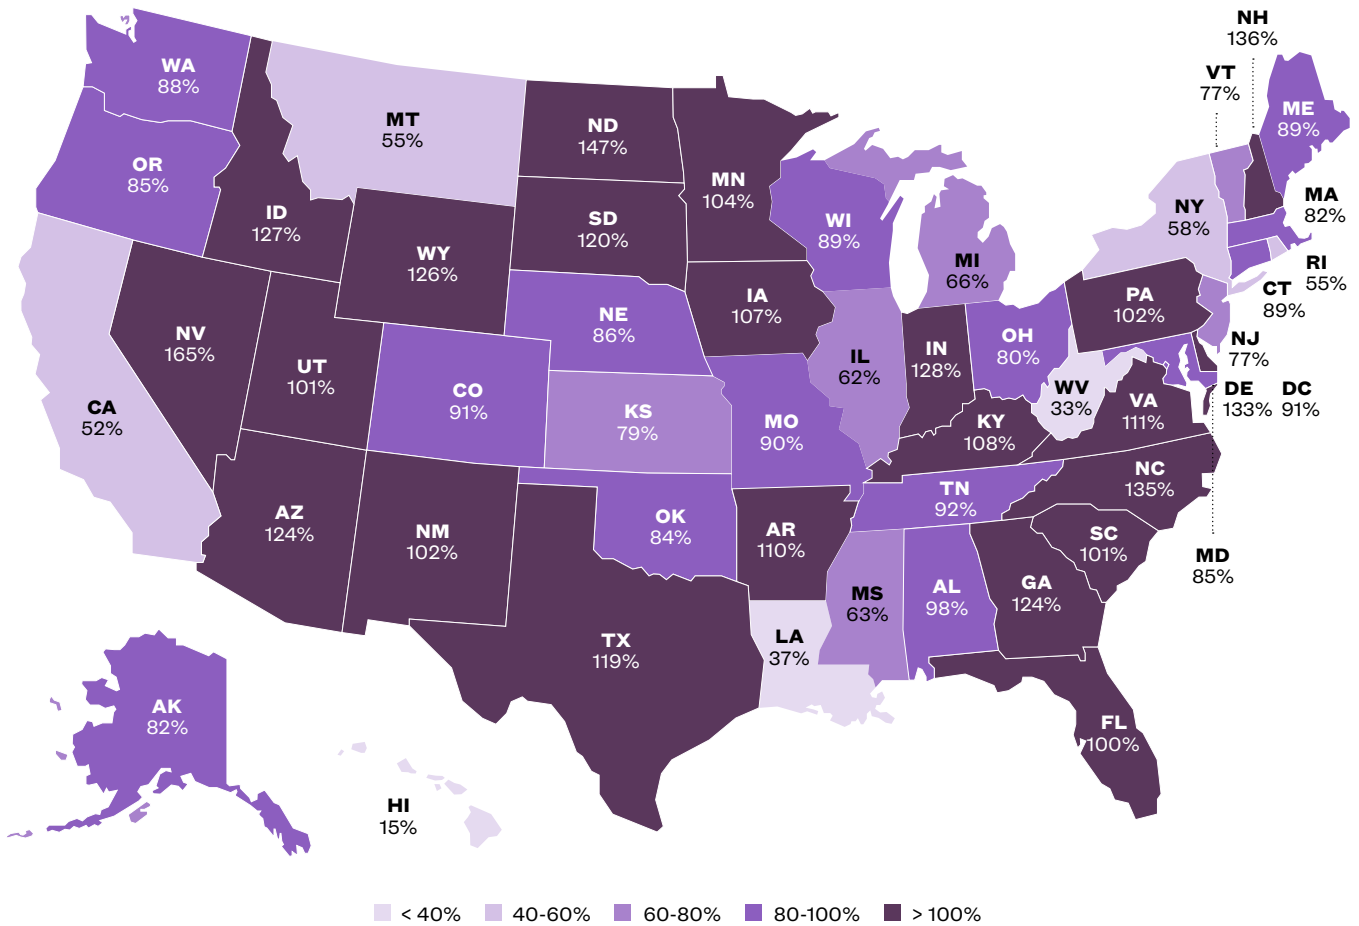 NH
136%
VT
77%
WA
88%
ME
89%
MT
55%
ND
147%
OR
85%
MN
104%
MA
82%
ID
127%
SD
120%
WI
89%
NY
58%
WY
126%
MI
66%
RI
55%
CT
89%
IA
107%
PA
102%
NE
86%
NV
165%
OH
80%
NJ
77%
IN
128%
IL
62%
UT
101%
CO
91%
WV
33%
DE
133%
DC
91%
VA
111%
CA
52%
KS
79%
MO
90%
KY
108%
NC
135%
TN
92%
AZ
124%
NM
102%
OK
84%
AR
110%
SC
101%
MD
85%
GA
124%
MS
63%
AL
98%
TX
119%
LA
37%
AK
82%
FL
100%
HI
15%
< 40%
40-60%
60-80%
80-100%
> 100%